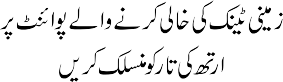 زمینی ٹینک کی خالی کرنے والے پوائنٹ پر
ارتھ کی تار کو منسلک کریں